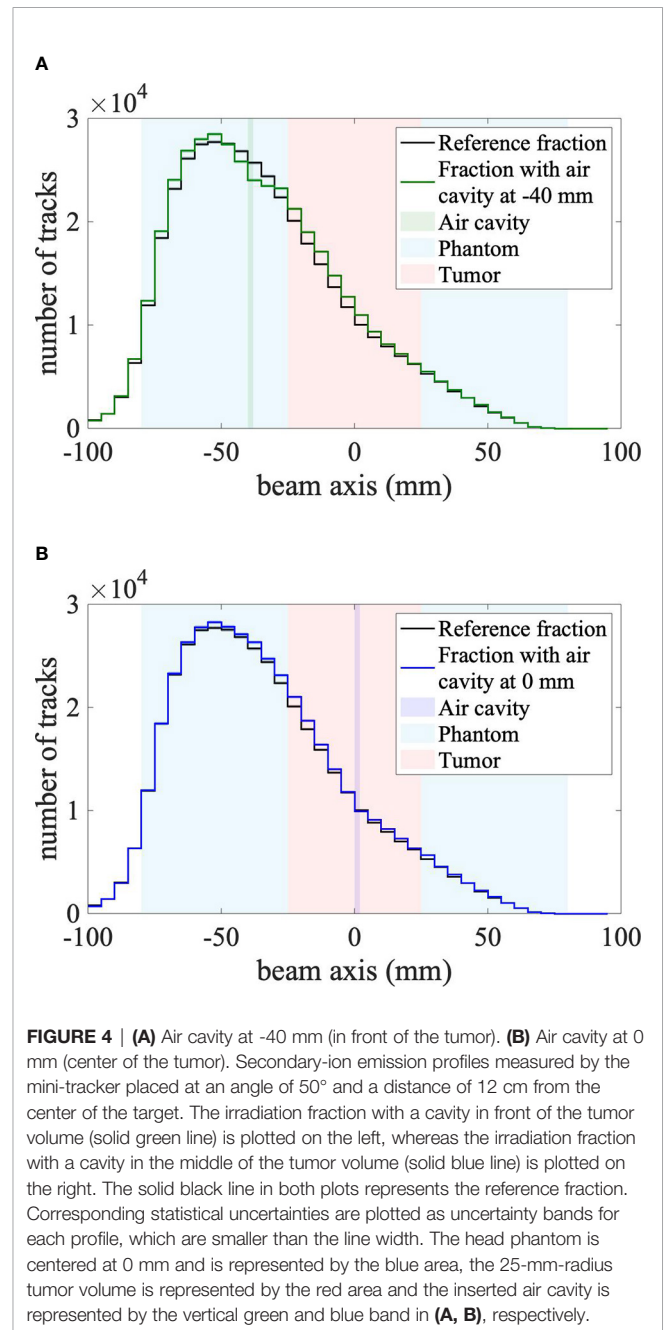 A
×10^4
3
2
1
0
number of tracks
Reference fraction
Fraction with air
cavity at -40 mm
Air cavity
Phantom
Tumor
-100 -50 0 50 100
beam axis (mm)
B
×10^4
3
2
1
0
number of tracks
Reference fraction
Fraction with air
cavity at 0 mm
Air cavity
Phantom
Tumor
-100 -50 0 50 100
beam axis (mm)
FIGURE 4 | (A) Air cavity at -40 mm (in front of the tumor). (B) Air cavity at 0
mm (center of the tumor). Secondary-ion emission profiles measured by the
mini-tracker placed at an angle of 50° and a distance of 12 cm from the
center of the target. The irradiation fraction with a cavity in front of the tumor
volume (solid green line) is plotted on the left, whereas the irradiation fraction
with a cavity in the middle of the tumor volume (solid blue line) is plotted on
the right. The solid black line in both plots represents the reference fraction.
Corresponding statistical uncertainties are plotted as uncertainty bands for
each profile, which are smaller than the line width. The head phantom is
centered at 0 mm and is represented by the blue area, the 25-mm-radius
tumor volume is represented by the red area and the inserted air cavity is
represented by the vertical green and blue band in (A, B), respectively.